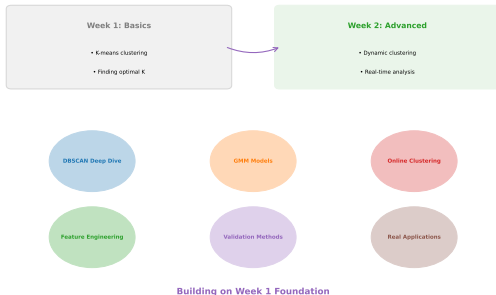 Week 1: Basics
• K-means clustering
• Finding optimal K
Week 2: Advanced
• Dynamic clustering
• Real-time analysis
DBSCAN Deep Dive
GMM Models
Online Clustering
Feature Engineering
Validation Methods
Real Applications
Building on Week 1 Foundation